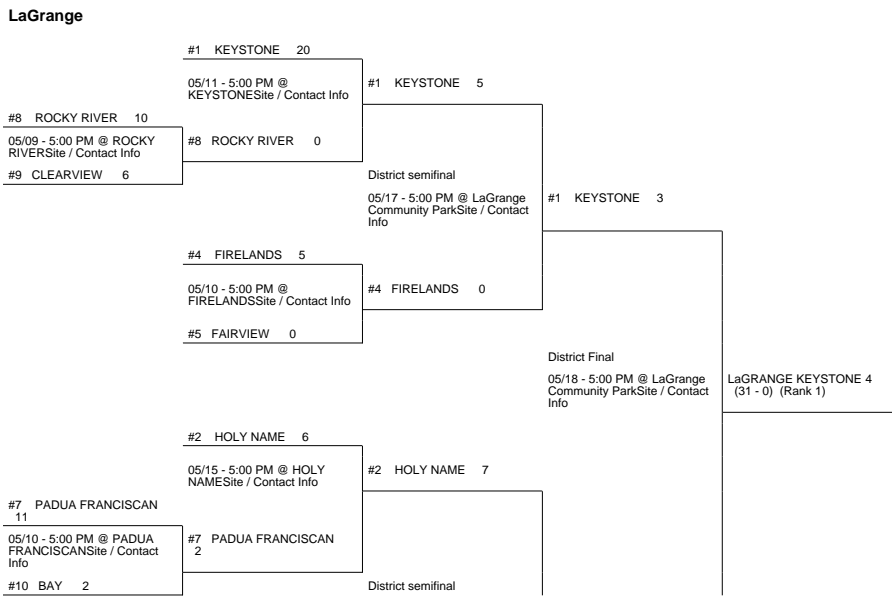 LaGrange
#1 KEYSTONE 20
05/11 - 5:00 PM @
KEYSTONESite / Contact Info
#1 KEYSTONE 5
#8 ROCKY RIVER 10
05/09 - 5:00 PM @ ROCKY
RIVERSite / Contact Info
#8 ROCKY RIVER 0
#9 CLEARVIEW 6
District semifinal
05/17 - 5:00 PM @ LaGrange
Community ParkSite / Contact
Info
#1 KEYSTONE 3
#4 FIRELANDS 5
05/10 - 5:00 PM @
FIRELANDSSite / Contact Info
#4 FIRELANDS 0
#5 FAIRVIEW 0
District Final
05/18 - 5:00 PM @ LaGrange
Community ParkSite / Contact
Info
LaGRANGE KEYSTONE 4
(31 - 0) (Rank 1)
#2 HOLY NAME 6
05/15 - 5:00 PM @ HOLY
NAMESite / Contact Info
#2 HOLY NAME 7
#7 PADUA FRANCISCAN
11
05/10 - 5:00 PM @ PADUA
FRANCISCANSite / Contact
Info
#7 PADUA FRANCISCAN
2
#10 BAY 2
District semifinal